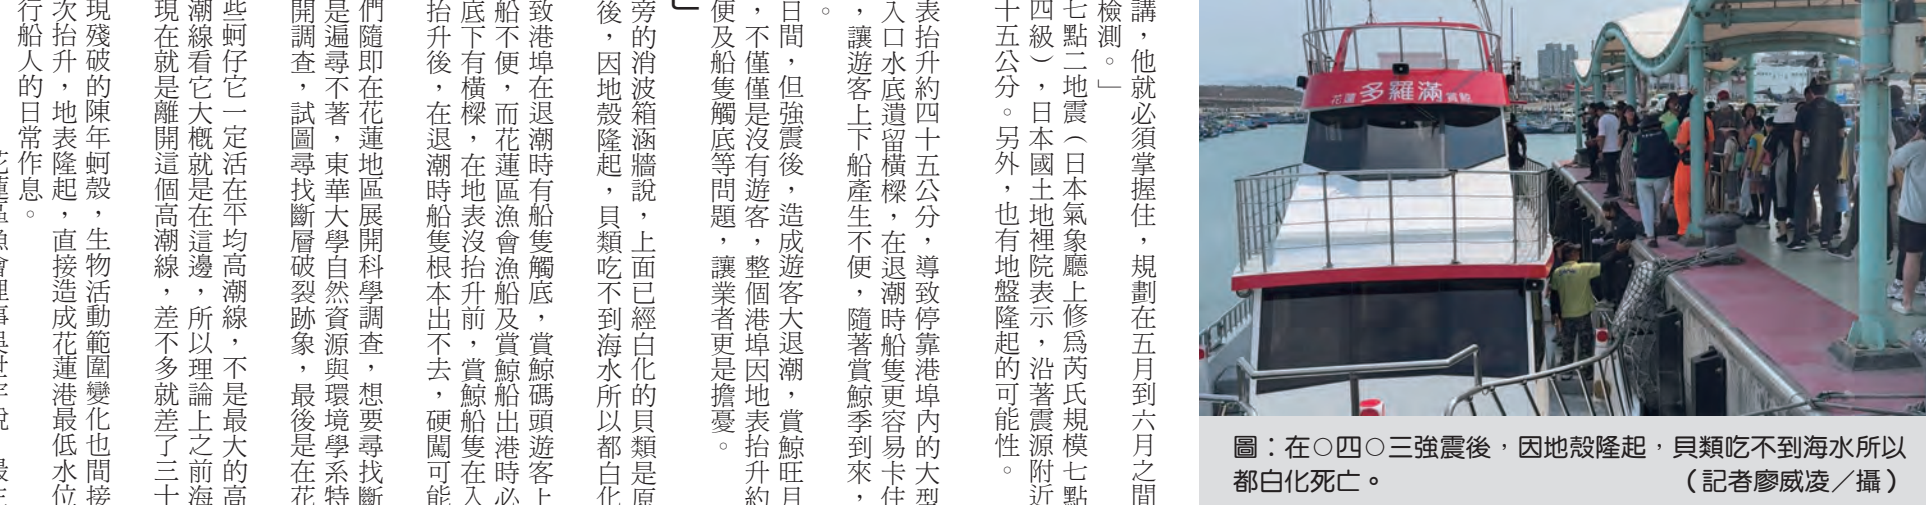 花蓮 多羅滿 賞鯨
圖：在○四○三強震後，因地殼隆起，貝類吃不到海水所以
都白化死亡。（記者廖威凌／攝）
講，他就必須掌握住，規劃在五月到六月之間
檢測。」
七點二地震（日本氣象廳上修為芮氏規模七點
四級），日本國土地裡院表示，沿著震源附近
十五公分。另外，也有地盤隆起的可能性。
表抬升約四十五公分，導致停靠港埠內的大型
入口水底遺留橫樑，在退潮時船隻更容易卡住
，讓遊客上下船產生不便，隨著賞鯨季到來，
。
日間，但強震後，造成遊客大退潮，賞鯨旺月
，不僅僅是沒有遊客，整個港埠因地表抬升約
便及船隻觸底等問題，讓業者更是擔憂。
旁的消波箱涵牆說，上面已經白化的貝類是原
後，因地殼隆起，貝類吃不到海水所以都白化
致港埠在退潮時有船隻觸底，賞鯨碼頭遊客上
船不便，而花蓮區漁會漁船及賞鯨船出港時必
底下有橫樑，在地表沒抬升前，賞鯨船隻在入
抬升後，在退潮時船隻根本出不去，硬闖可能
們隨即在花蓮地區展開科學調查，想要尋找斷
是遍尋不著，東華大學自然資源與環境學系特
開調查，試圖尋找斷層破裂跡象，最後是在花
些蚵仔它一定活在平均高潮線，不是最大的高
潮線看它大概就是在這邊，所以理論上之前海
現在就是離開這個高潮線，差不多就差了三十
現殘破的陳年蚵殼，生物活動範圍變化也間接
次抬升，地表隆起，直接造成花蓮港最低水位
行船人的日常作息。